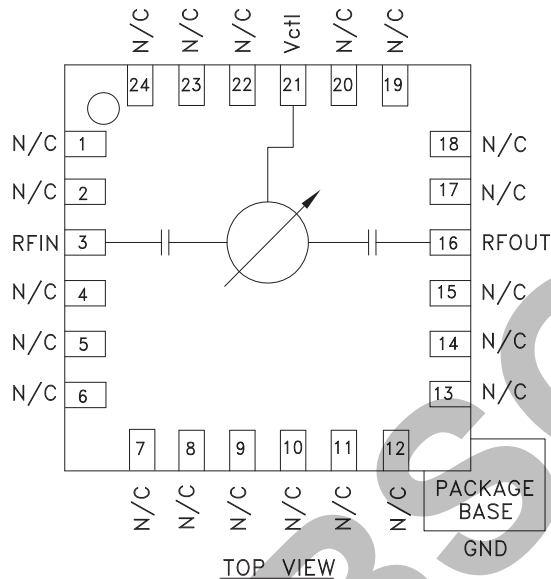 N/C N/C N/C Vctl N/C N/C
24 23 22 21 20 19
N/C 1 18 N/C
N/C 2 17 N/C
RFIN 3 16 RFOUT
N/C 4 15 N/C
N/C 5 14 N/C
N/C 6 13 N/C
7 8 9 10 11 12
N/C N/C N/C N/C N/C N/C
PACKAGE
BASE
GND
TOP VIEW